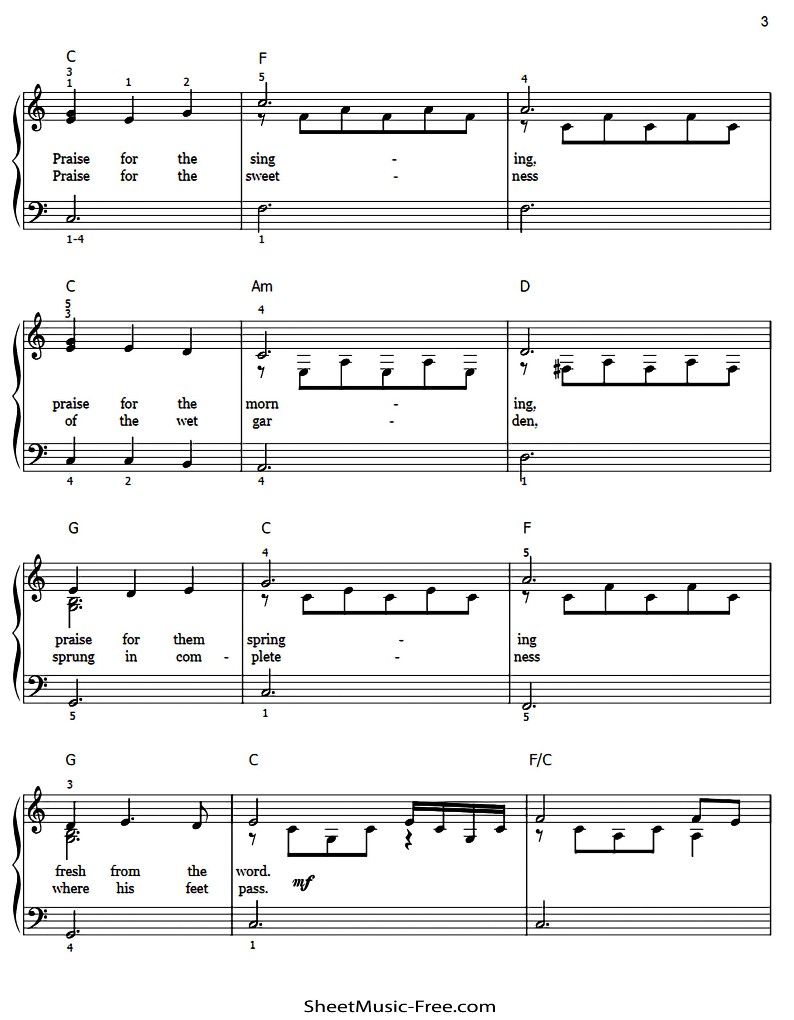 3
C F
3 5 4
1 1 2
Praise for the sing - ing,
Praise for the sweet - ness
1-4 1
C Am D
5 4
3
praise for the morn - ing,
of the wet gar - den,
4 2 4 1
G C F
4 5
praise for them spring - ing
sprung in com - plete - ness
5 1 5
G C F/C
3
fresh from the word.
where his feet pass. mf
4 1
SheetMusic-Free.com